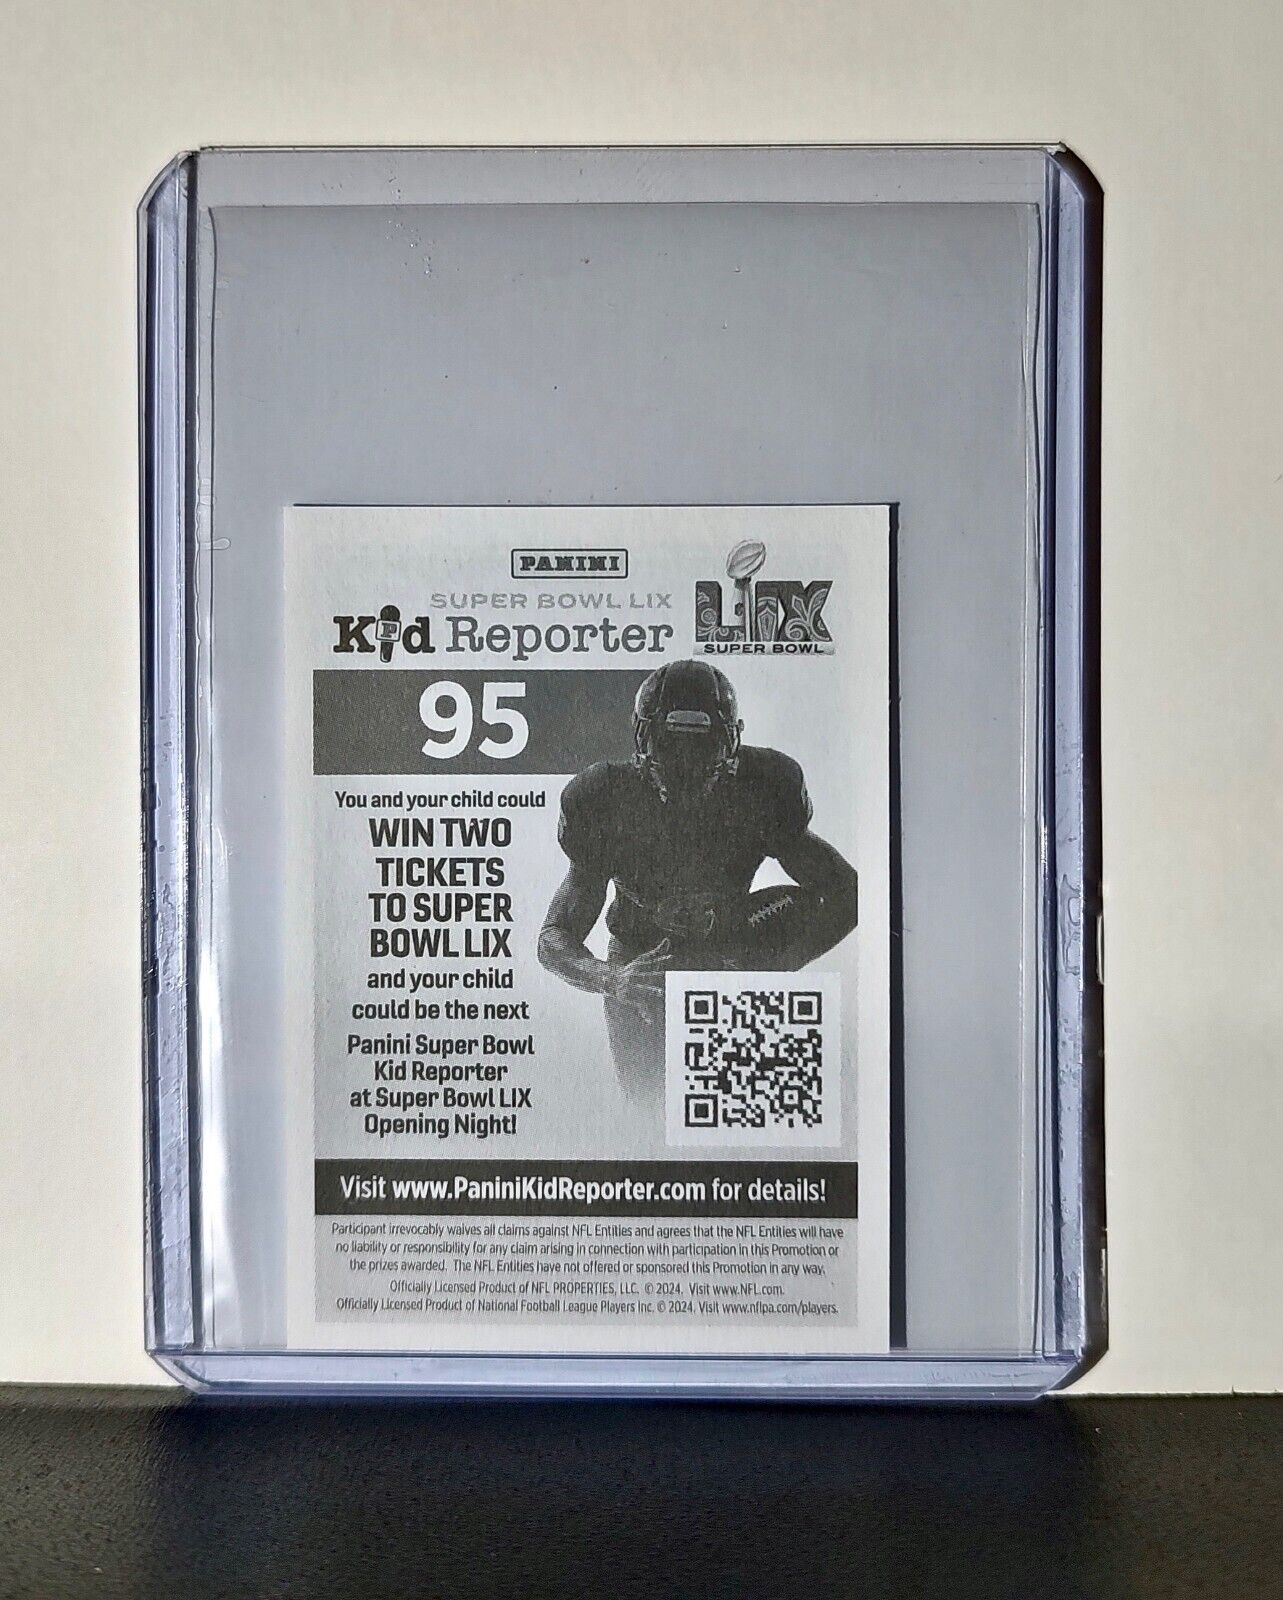 PANINI
SUPER BOWL LIX
Kid Reporter
LIX
SUPER BOWL
95
You and your child could
WIN TWO
TICKETS
TO SUPER
BOWL LIX
and your child
could be the next
Panini Super Bowl
Kid Reporter
at Super Bowl LIX
Opening Night!
Visit www.PaniniKidReporter.com for details!
Participant irrevocably waives all claims against NFL Entities and agrees that the NFL Entities will have
no liability or responsibility for any claim arising in connection with participation in this Promotion or
the prizes awarded. The NFL Entities have not offered or sponsored this Promotion in any way.
Officially Licensed Product of NFL PROPERTIES, LLC. © 2024. Visit www.NFL.com.
Officially Licensed Product of National Football League Players Inc. © 2024. Visit www.nflpa.com/players.